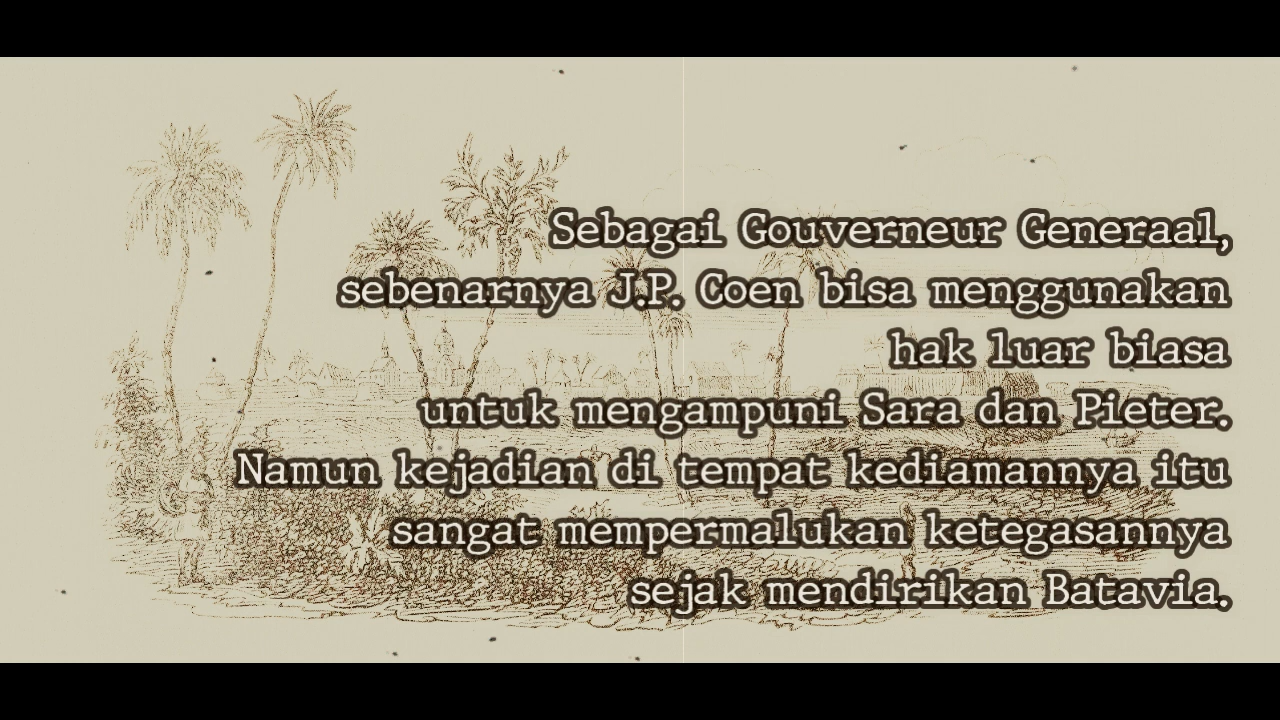 Sebagai Gouverneur Generaal,
sebenarnya J.P. Coen bisa menggunakan
hak luar biasa
untuk mengampuni Sara dan Pieter.
Namun kejadian di tempat kediamannya itu
sangat mempermalukan ketegasannya
sejak mendirikan Batavia.